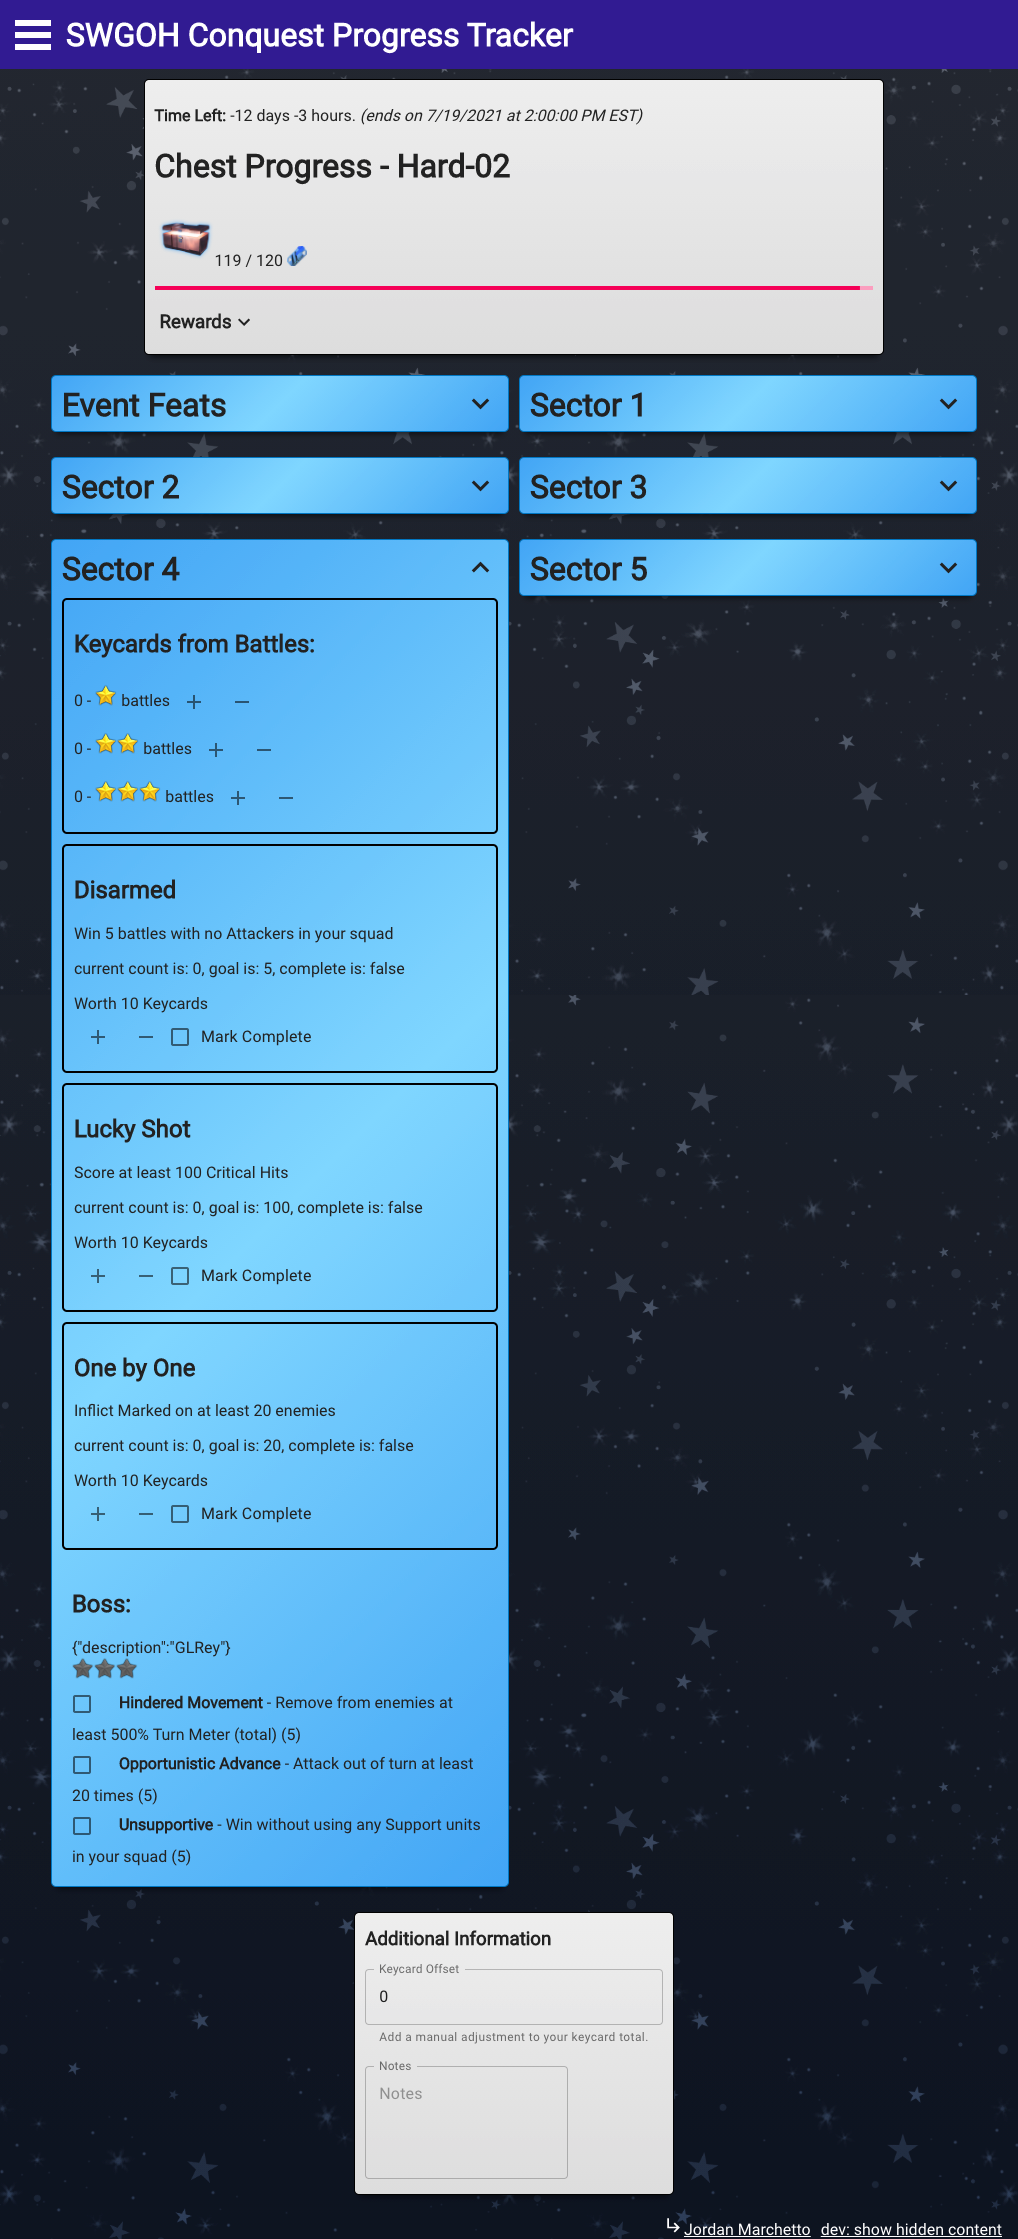 SWGOH Conquest Progress Tracker
Time Left: -12 days -3 hours. (ends on 7/19/2021 at 2:00:00 PM EST)
Chest Progress - Hard-02
119 / 120
Rewards
Event Feats
Sector 1
Sector 2
Sector 3
Sector 4
Sector 5
Keycards from Battles:
0 - battles + −
0 - battles + −
0 - battles + −
Disarmed
Win 5 battles with no Attackers in your squad
current count is: 0, goal is: 5, complete is: false
Worth 10 Keycards
+ − Mark Complete
Lucky Shot
Score at least 100 Critical Hits
current count is: 0, goal is: 100, complete is: false
Worth 10 Keycards
+ − Mark Complete
One by One
Inflict Marked on at least 20 enemies
current count is: 0, goal is: 20, complete is: false
Worth 10 Keycards
+ − Mark Complete
Boss:
{"description":"GLRey"}
Hindered Movement - Remove from enemies at
least 500% Turn Meter (total) (5)
Opportunistic Advance - Attack out of turn at least
20 times (5)
Unsupportive - Win without using any Support units
in your squad (5)
Additional Information
Keycard Offset
0
Add a manual adjustment to your keycard total.
Notes
Notes
Jordan Marchetto dev: show hidden content